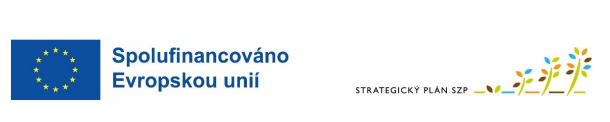 Spolufinancováno
Evropskou unií
STRATEGICKÝ PLÁN SZP